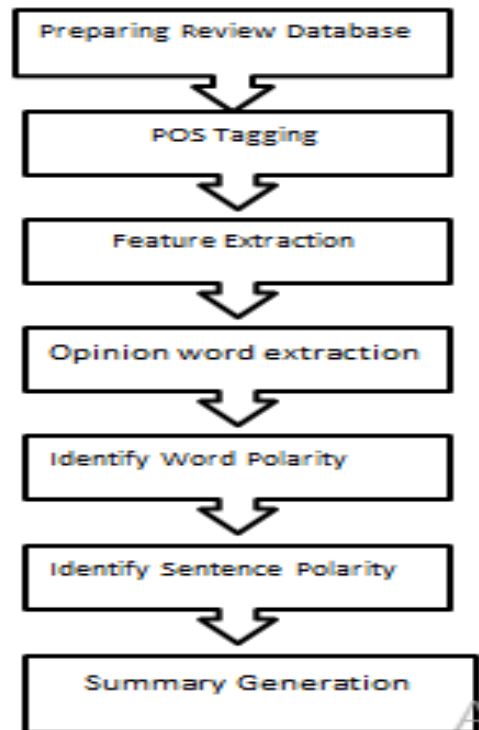 Preparing Review Database
POS Tagging
Feature Extraction
Opinion word extraction
Identify Word Polarity
Identify Sentence Polarity
Summary Generation